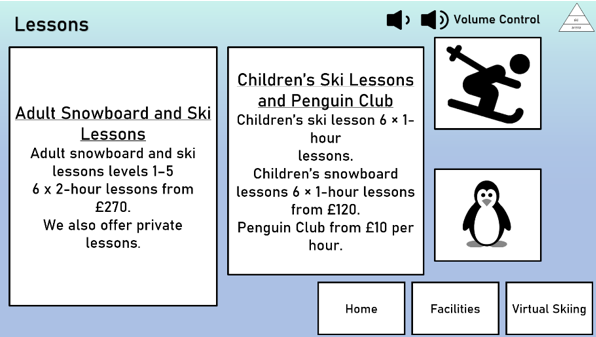 Lessons
Volume Control
Adult Snowboard and Ski
Lessons
Adult snowboard and ski
lessons levels 1–5
6 x 2-hour lessons from
£270.
We also offer private
lessons.
Children's Ski Lessons
and Penguin Club
Children's ski lesson 6 × 1-
hour
lessons.
Children's snowboard
lessons 6 × 1-hour lessons
from £120.
Penguin Club from £10 per
hour.
Home
Facilities
Virtual Skiing